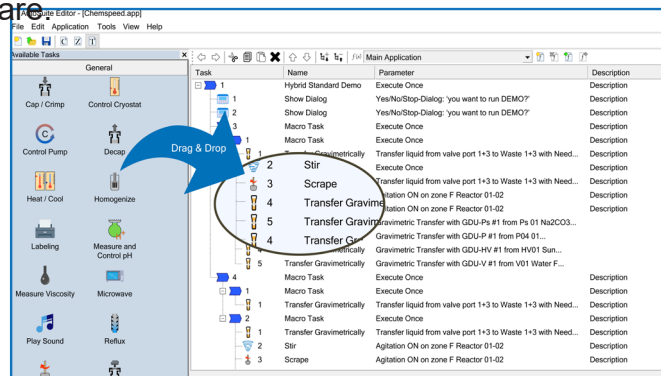 are.
AutoSuite Editor - [Chemspeed.app]
File Edit Application Tools View Help
Available Tasks
General
Cap / Crimp
Control Cryostat
Control Pump
Decap
Heat / Cool
Homogenize
Labeling
Measure and Control pH
Measure Viscosity
Microwave
Play Sound
Reflux
Drag & Drop
f(x) Main Application
Task Name Parameter Description
1 Hybrid Standard Demo Execute Once Description
1 Show Dialog Yes/No/Stop-Dialog: 'you want to run DEMO?' Description
2 Show Dialog Yes/No/Stop-Dialog: 'you want to run DEMO?' Description
3 Macro Task Execute Once Description
1 Macro Task Execute Once Description
1 Transfer Gravimetrically Transfer liquid from valve port 1+3 to Waste 1+3 with Need... Description
Execute Once Description
Transfer liquid from valve port 1+3 to Waste 1+3 with Need... Description
Agitation ON on zone F Reactor 01-02 Description
Agitation ON on zone F Reactor 01-02 Description
Gravimetric Transfer with GDU-Ps #1 from Ps 01 Na2CO3...
Gravimetric Transfer with GDU-P #1 from P04 01...
Gravimetric Transfer with GDU-HV #1 from HV01 Sun...
5 Transfer Gravimetrically Gravimetric Transfer with GDU-V #1 from V01 Water F...
2 Stir
3 Scrape
4 Transfer Gravime
5 Transfer Gravim
4 Transfer Gr
4 Macro Task Execute Once Description
1 Macro Task Execute Once Description
1 Transfer Gravimetrically Transfer liquid from valve port 1+3 to Waste 1+3 with Need... Description
2 Macro Task Execute Once Description
1 Transfer Gravimetrically Transfer liquid from valve port 1+3 to Waste 1+3 with Need... Description
2 Stir Agitation ON on zone F Reactor 01-02 Description
3 Scrape Agitation ON on zone F Reactor 01-02 Description